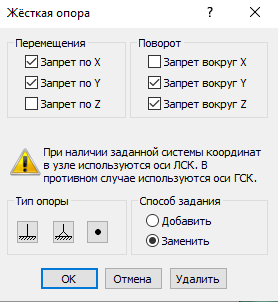 Жёсткая опора
Перемещения
Поворот
Запрет по X
Запрет вокруг X
Запрет по Y
Запрет вокруг Y
Запрет по Z
Запрет вокруг Z
При наличии заданной системы координат
в узле используются оси ЛСК. В
противном случае используются оси ГСК.
Тип опоры
Способ задания
Добавить
Заменить
OK
Отмена
Удалить